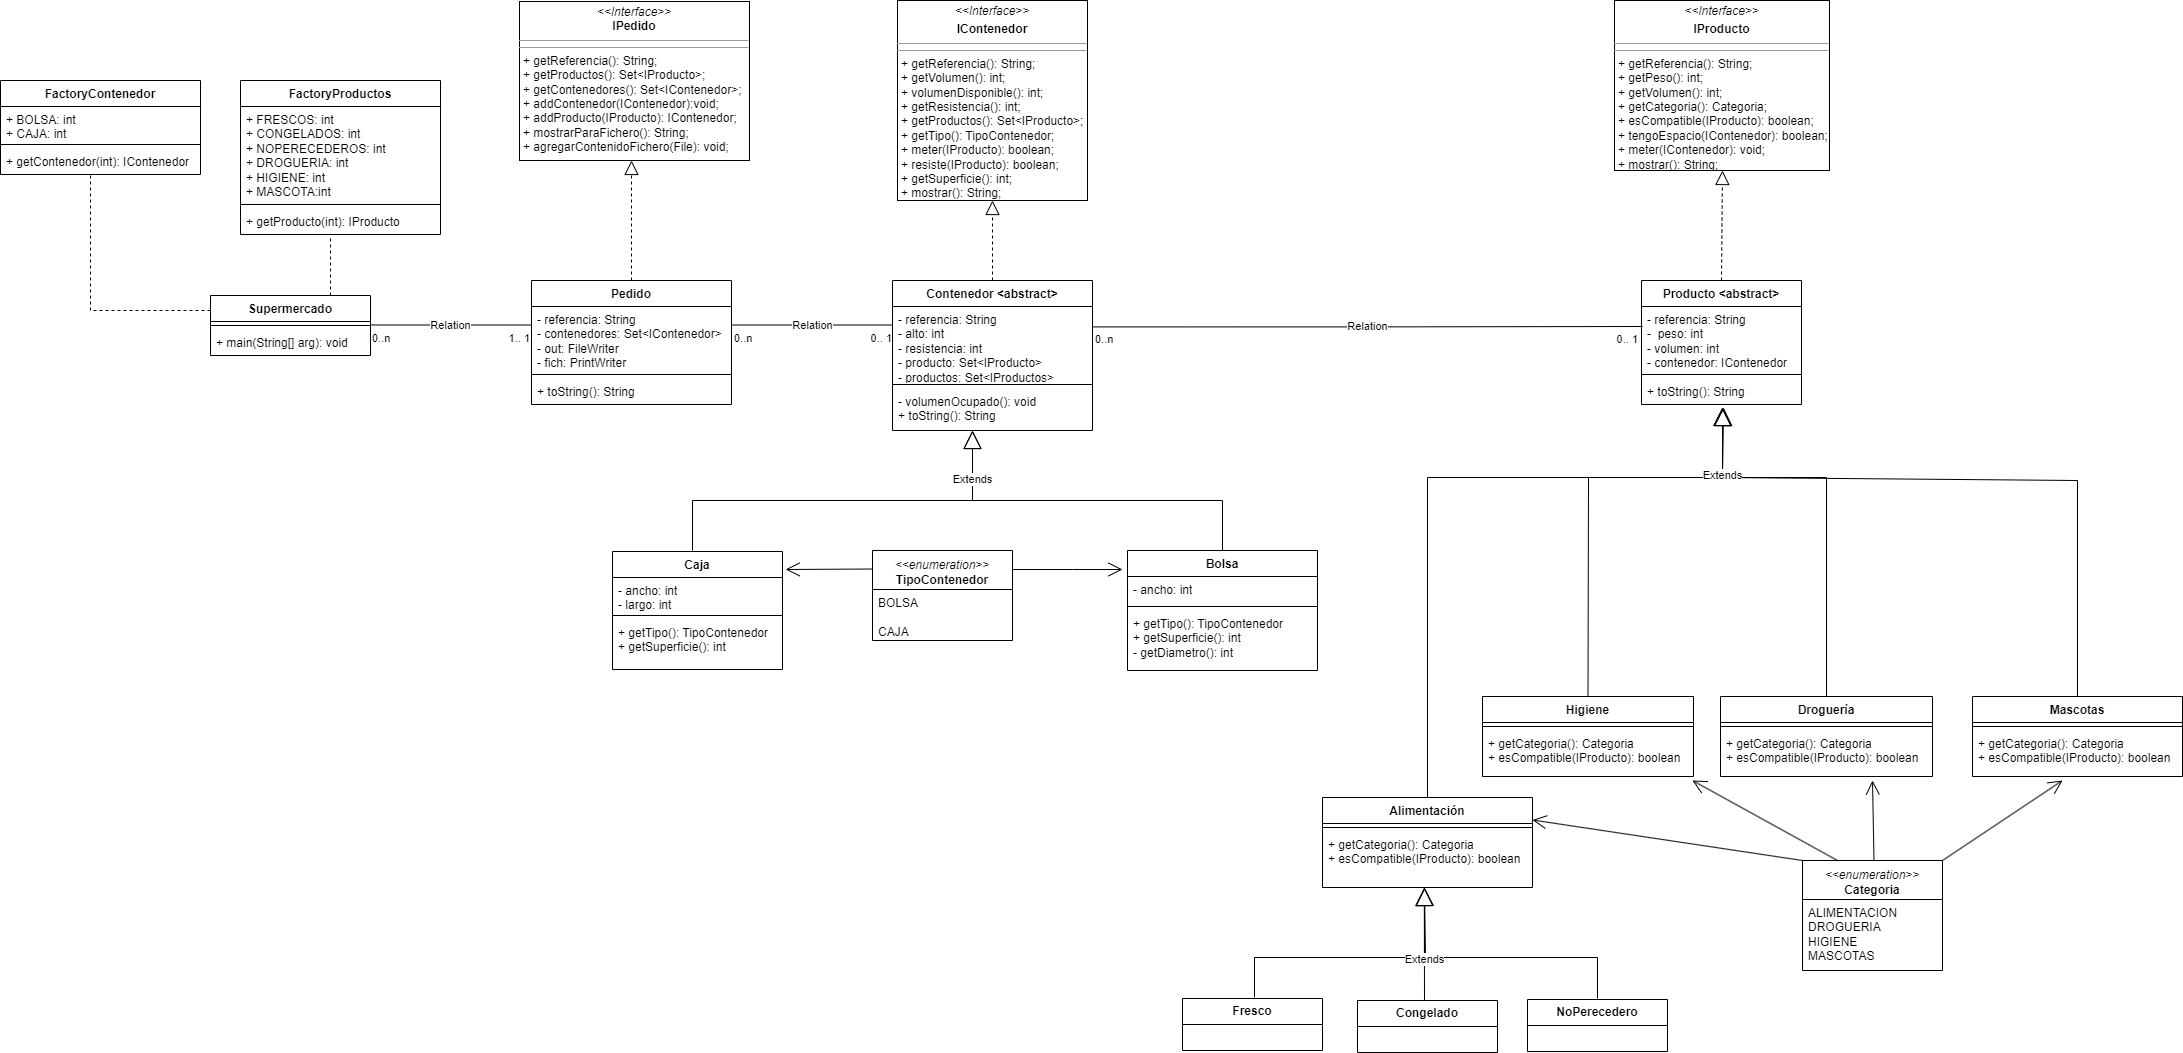 FactoryContenedor
+ BOLSA: int
+ CAJA: int
+ getContenedor(int): IContenedor
FactoryProductos
+ FRESCOS: int
+ CONGELADOS: int
+ NOPERECEDEROS: int
+ DROGUERIA: int
+ HIGIENE: int
+ MASCOTA:int
+ getProducto(int): IProducto
<<Interface>>
IPedido
+ getReferencia(): String;
+ getProductos(): Set<IProducto>;
+ getContenedores(): Set<IContenedor>;
+ addContenedor(IContenedor):void;
+ addProducto(IProducto): IContenedor;
+ mostrarParaFichero(): String;
+ agregarContenidoFichero(File): void;
<<Interface>>
IContenedor
+ getReferencia(): String;
+ getVolumen(): int;
+ volumenDisponible(): int;
+ getResistencia(): int;
+ getProductos(): Set<IProducto>;
+ getTipo(): TipoContenedor;
+ meter(IProducto): boolean;
+ resiste(IProducto): boolean;
+ getSuperficie(): int;
+ mostrar(): String;
<<Interface>>
IProducto
+ getReferencia(): String;
+ getPeso(): int;
+ getVolumen(): int;
+ getCategoria(): Categoria;
+ esCompatible(IProducto): boolean;
+ tengoEspacio(IContenedor): boolean;
+ meter(IContenedor): void;
+ mostrar(): String;
Supermercado
+ main(String[] arg): void
Relation
0..n
1.. 1
Pedido
- referencia: String
- contenedores: Set<IContenedor>
- out: FileWriter
- fich: PrintWriter
+ toString(): String
Relation
0..n
0.. 1
Contenedor <abstract>
- referencia: String
- alto: int
- resistencia: int
- producto: Set<IProducto>
- productos: Set<IProductos>
- volumenOcupado(): void
+ toString(): String
Relation
0..n
0.. 1
Producto <abstract>
- referencia: String
-  peso: int
- volumen: int
- contenedor: IContenedor
+ toString(): String
Extends
Extends
Caja
- ancho: int
- largo: int
+ getTipo(): TipoContenedor
+ getSuperficie(): int
<<enumeration>>
TipoContenedor
BOLSA
CAJA
Bolsa
- ancho: int
+ getTipo(): TipoContenedor
+ getSuperficie(): int
- getDiametro(): int
Higiene
+ getCategoria(): Categoria
+ esCompatible(IProducto): boolean
Droguería
+ getCategoria(): Categoria
+ esCompatible(IProducto): boolean
Mascotas
+ getCategoria(): Categoria
+ esCompatible(IProducto): boolean
Alimentación
+ getCategoria(): Categoria
+ esCompatible(IProducto): boolean
<<enumeration>>
Categoria
ALIMENTACION
DROGUERIA
HIGIENE
MASCOTAS
Extends
Fresco
Congelado
NoPerecedero